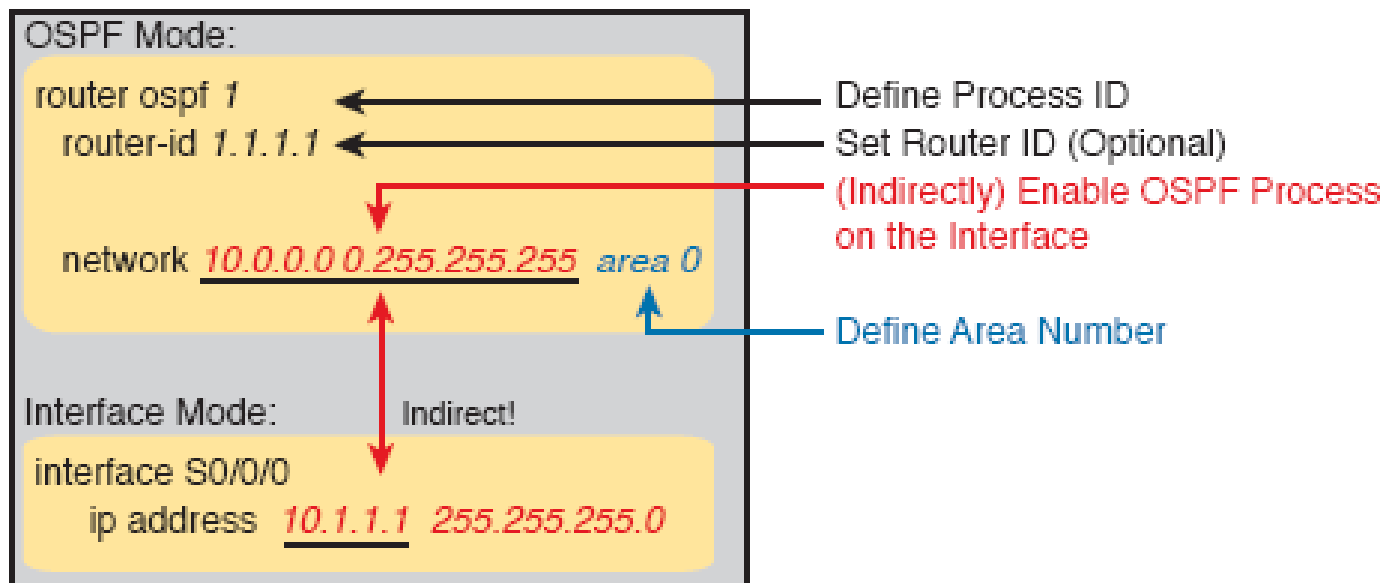 OSPF Mode:
router ospf 1
Define Process ID
router-id 1.1.1.1
Set Router ID (Optional)
(Indirectly) Enable OSPF Process
on the Interface
network 10.0.0.0 0.255.255.255 area 0
Define Area Number
Interface Mode:
Indirect!
interface S0/0/0
ip address 10.1.1.1 255.255.255.0